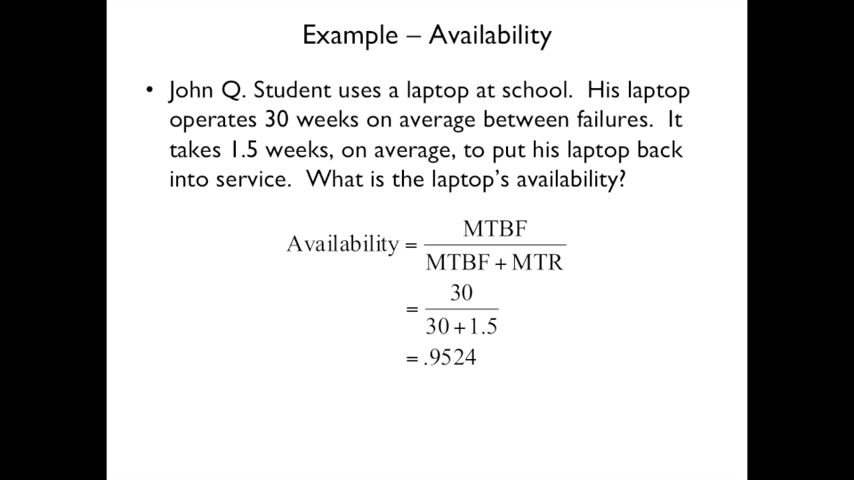 Example – Availability
• John Q. Student uses a laptop at school. His laptop
operates 30 weeks on average between failures. It
takes 1.5 weeks, on average, to put his laptop back
into service. What is the laptop's availability?
Availability = MTBF / MTBF + MTR
= 30 / 30 + 1.5
= .9524